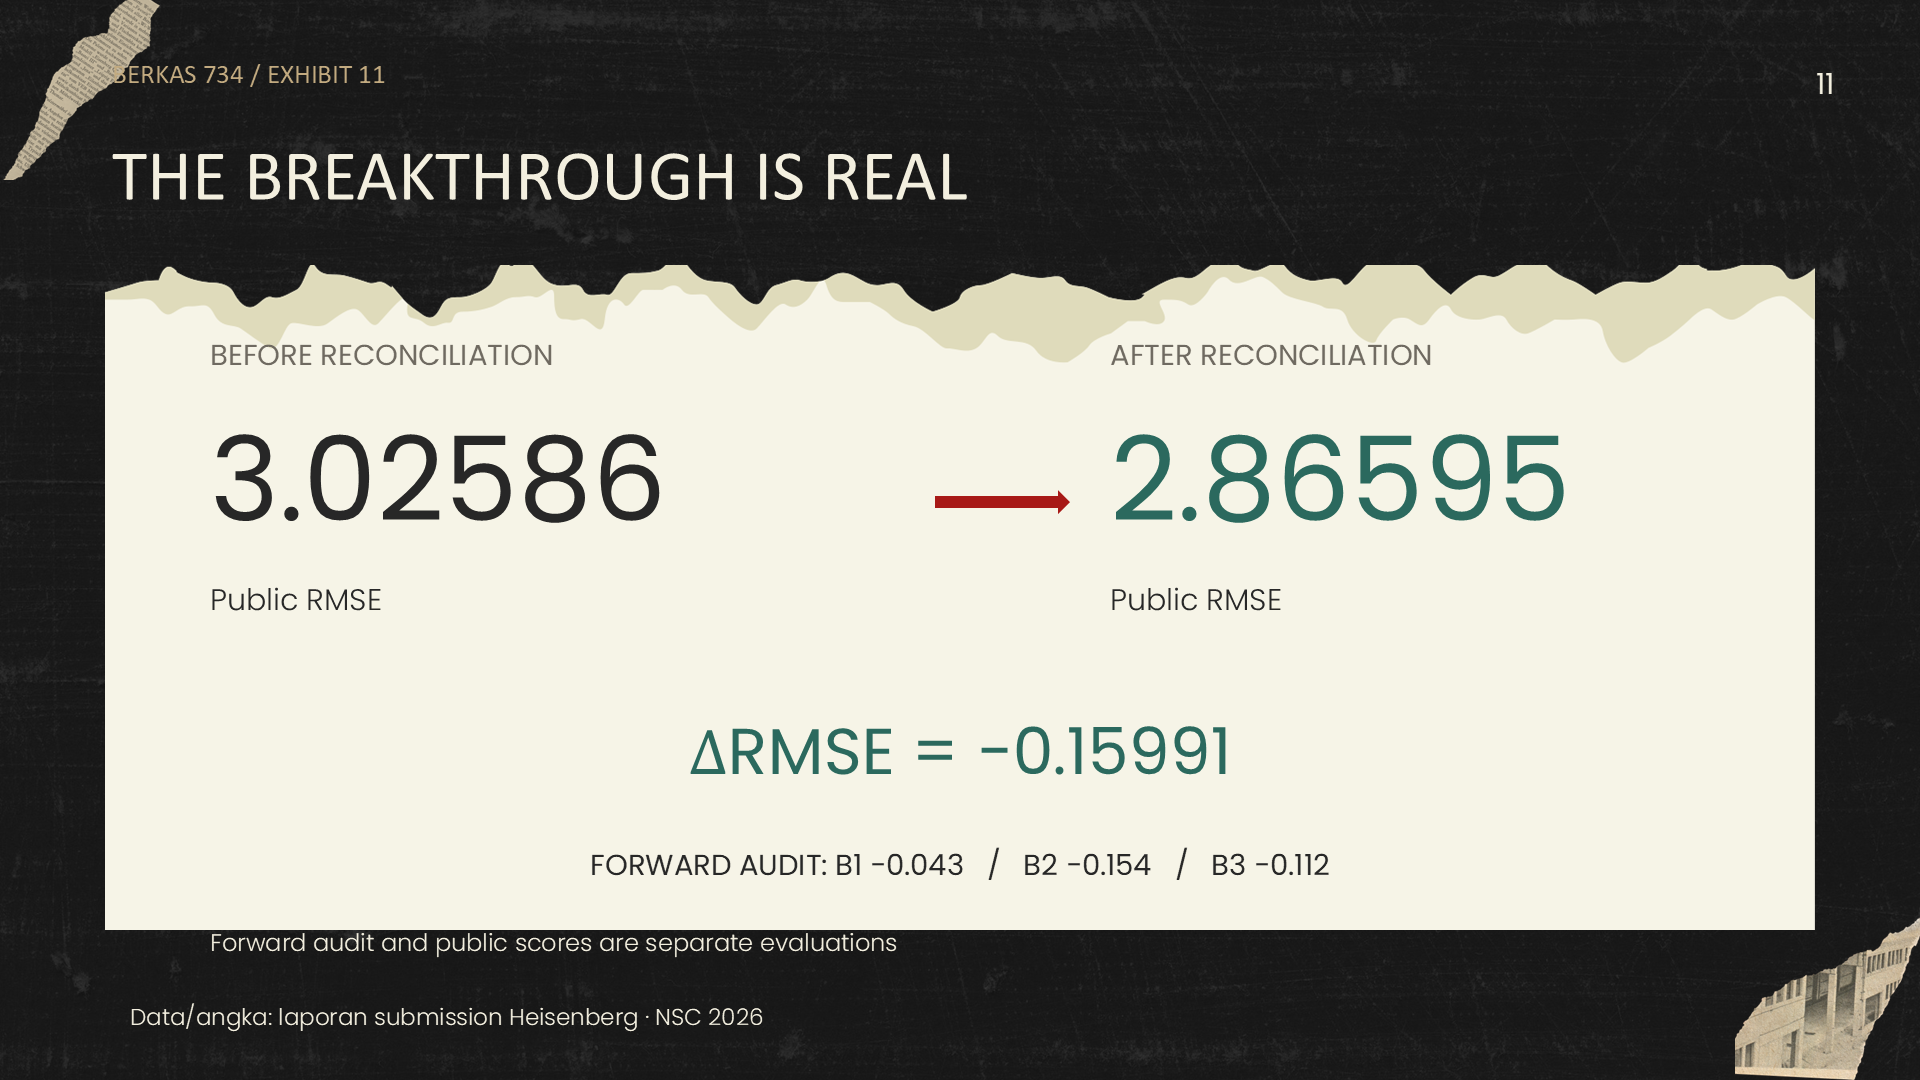 BERKAS 734 / EXHIBIT 11
11
THE BREAKTHROUGH IS REAL
BEFORE RECONCILIATION
AFTER RECONCILIATION
3.02586
2.86595
Public RMSE
Public RMSE
ΔRMSE = -0.15991
FORWARD AUDIT: B1 -0.043 / B2 -0.154 / B3 -0.112
Forward audit and public scores are separate evaluations
Data/angka: laporan submission Heisenberg · NSC 2026